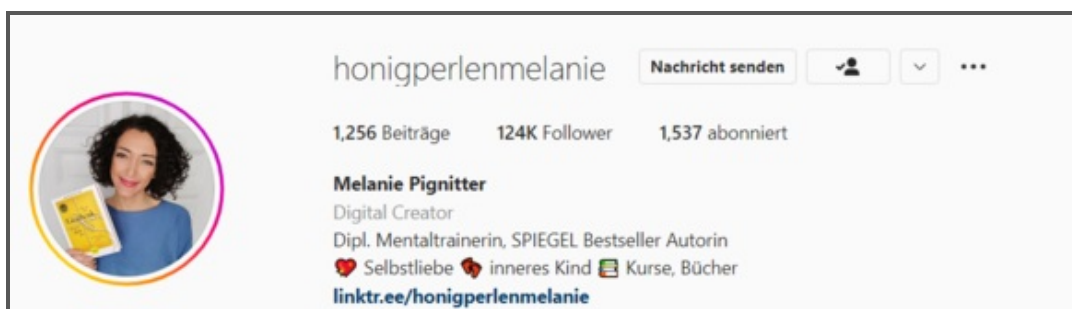 honigperlenmelanie Nachricht senden
1,256 Beiträge 124K Follower 1,537 abonniert
Melanie Pignitter
Digital Creator
Dipl. Mentaltrainerin, SPIEGEL Bestseller Autorin
💖 Selbstliebe 👣 inneres Kind 📚 Kurse, Bücher
linktr.ee/honigperlenmelanie